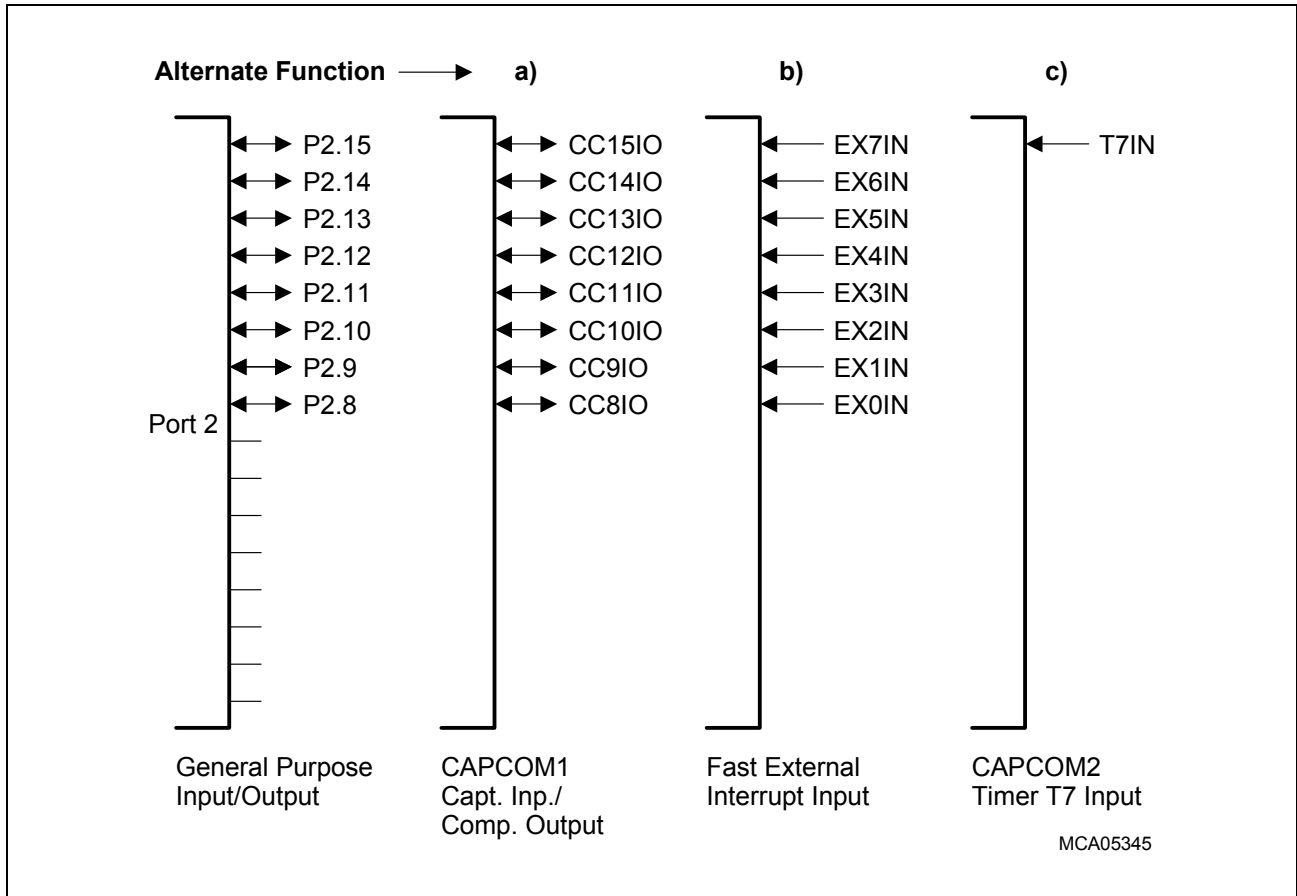 Alternate Function a) b) c)
P2.15 CC15IO EX7IN T7IN
P2.14 CC14IO EX6IN
P2.13 CC13IO EX5IN
P2.12 CC12IO EX4IN
P2.11 CC11IO EX3IN
P2.10 CC10IO EX2IN
P2.9 CC9IO EX1IN
P2.8 CC8IO EX0IN
Port 2
General Purpose CAPCOM1 Fast External CAPCOM2
Input/Output Capt. Inp./ Interrupt Input Timer T7 Input
Comp. Output
MCA05345